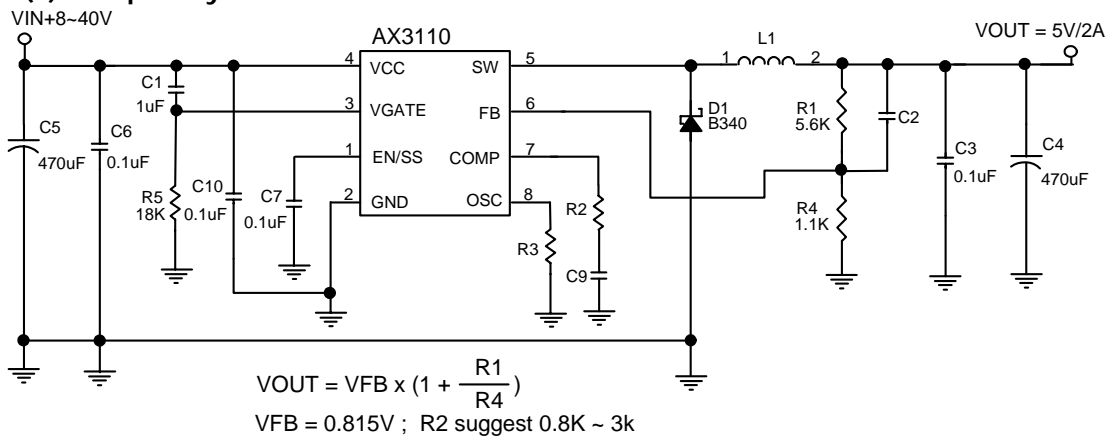 VIN+8~40V
AX3110
VOUT = 5V/2A
4 VCC SW 5
1 L1 2
C1
1uF
3 VGATE FB 6
D1
B340
R1
5.6K
C2
C5
470uF
C6
0.1uF
1 EN/SS COMP 7
C3
0.1uF
C4
470uF
R5
18K
C10
0.1uF
C7
0.1uF
2 GND OSC 8
R2
R4
1.1K
R3
C9
VOUT = VFB x (1 + R1
R4 )
VFB = 0.815V ; R2 suggest 0.8K ~ 3k